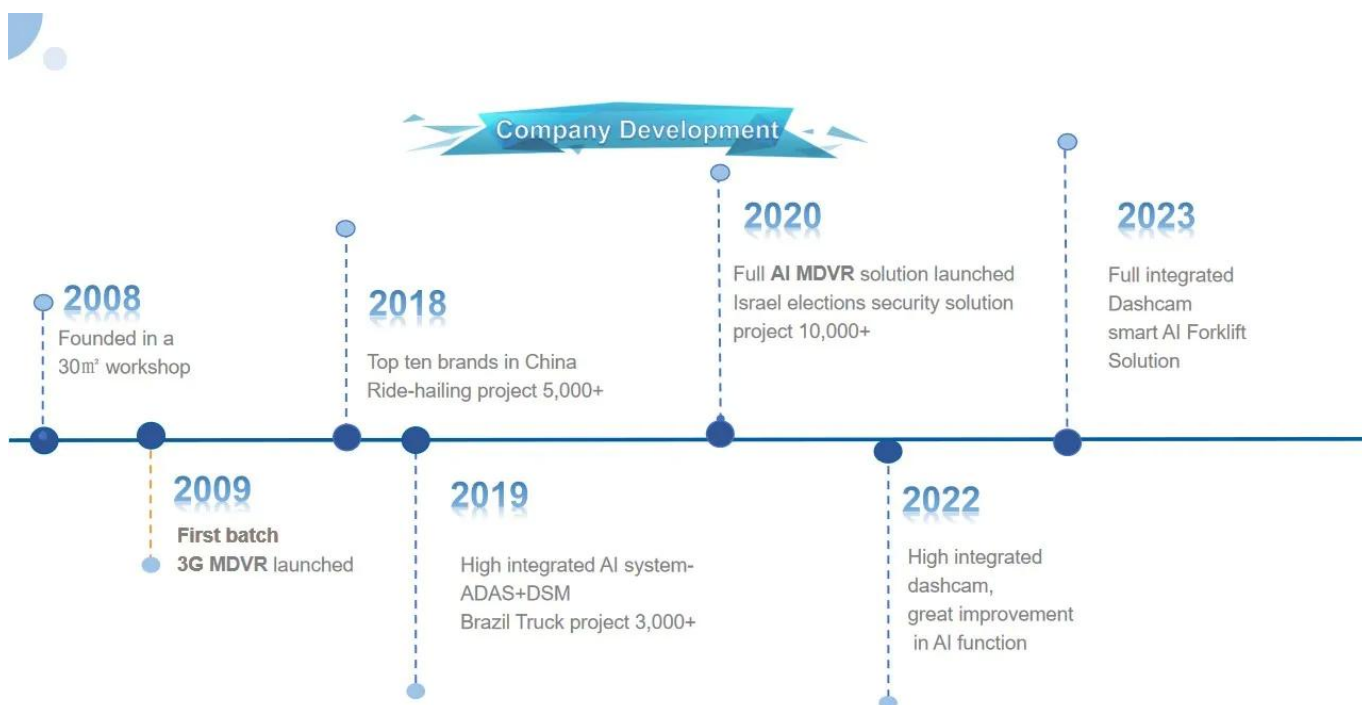 Company Development
2008
Founded in a
30㎡ workshop
2009
First batch
3G MDVR launched
2018
Top ten brands in China
Ride-hailing project 5,000+
2019
High integrated AI system-
ADAS+DSM
Brazil Truck project 3,000+
2020
Full AI MDVR solution launched
Israel elections security solution
project 10,000+
2022
High integrated
dashcam,
great improvement
in AI function
2023
Full integrated
Dashcam
smart AI Forklift
Solution